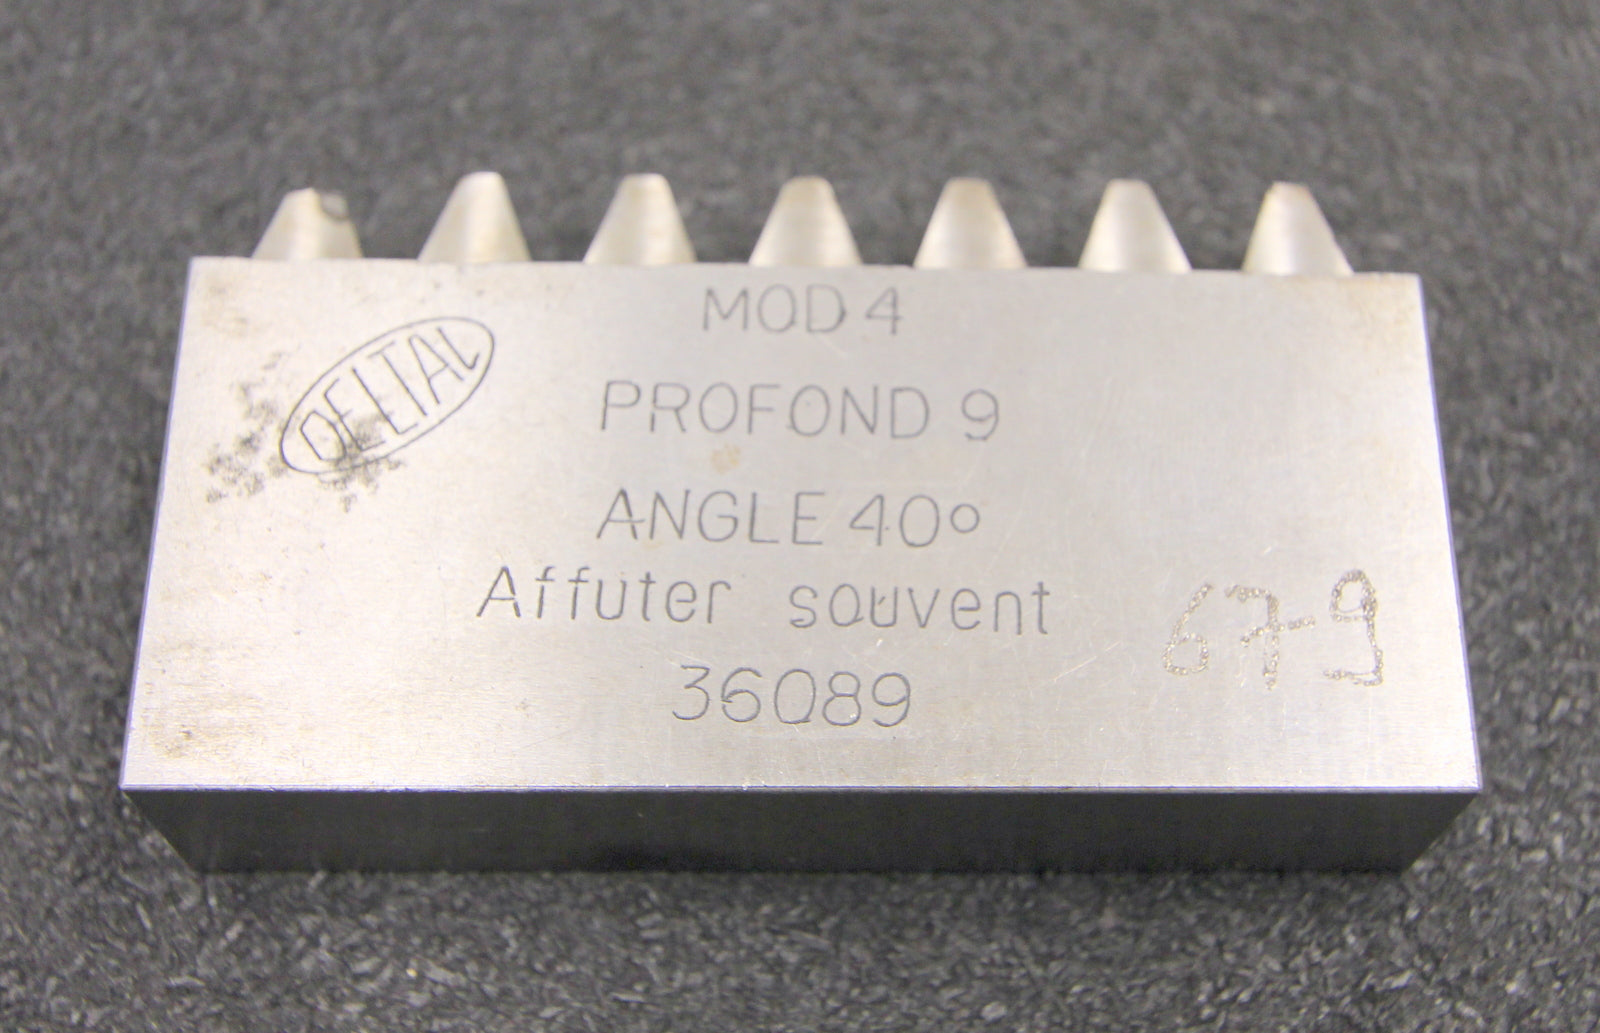 MOD 4
DELTAL
PROFOND 9
ANGLE 40°
Affuter souvent
67-9
36089